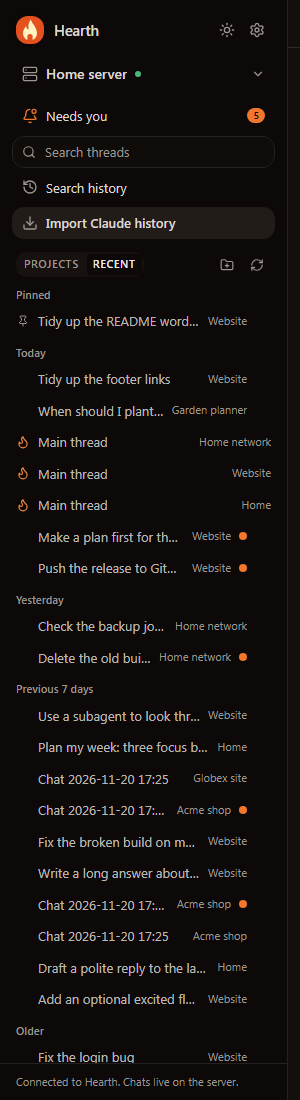 Hearth
Home server
Needs you 5
Search threads
Search history
Import Claude history
PROJECTS RECENT
Pinned
Tidy up the README word... Website
Today
Tidy up the footer links Website
When should I plant... Garden planner
Main thread Home network
Main thread Website
Main thread Home
Make a plan first for th... Website
Push the release to Git... Website
Yesterday
Check the backup jo... Home network
Delete the old bui... Home network
Previous 7 days
Use a subagent to look thr... Website
Plan my week: three focus b... Home
Chat 2026-11-20 17:25 Globex site
Chat 2026-11-20 17:... Acme shop
Fix the broken build on m... Website
Write a long answer about... Website
Chat 2026-11-20 17:... Acme shop
Chat 2026-11-20 17:25 Acme shop
Draft a polite reply to the la... Home
Add an optional excited fl... Website
Older
Fix the login bug Website
Connected to Hearth. Chats live on the server.